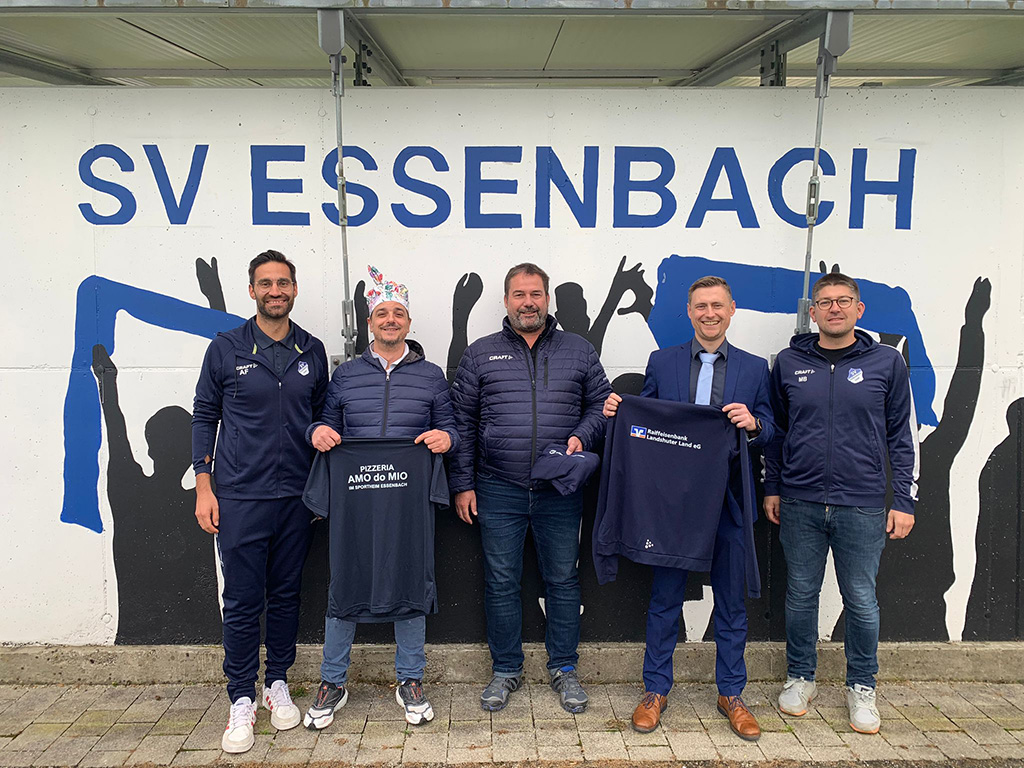 SV ESSENBACH
CRAFT
AF
CRAFT
CRAFT
MB
PIZZERIA
AMO do MIO
IM SPORTHEIM ESSENBACH
Raiffeisenbank
Landshuter Land eG